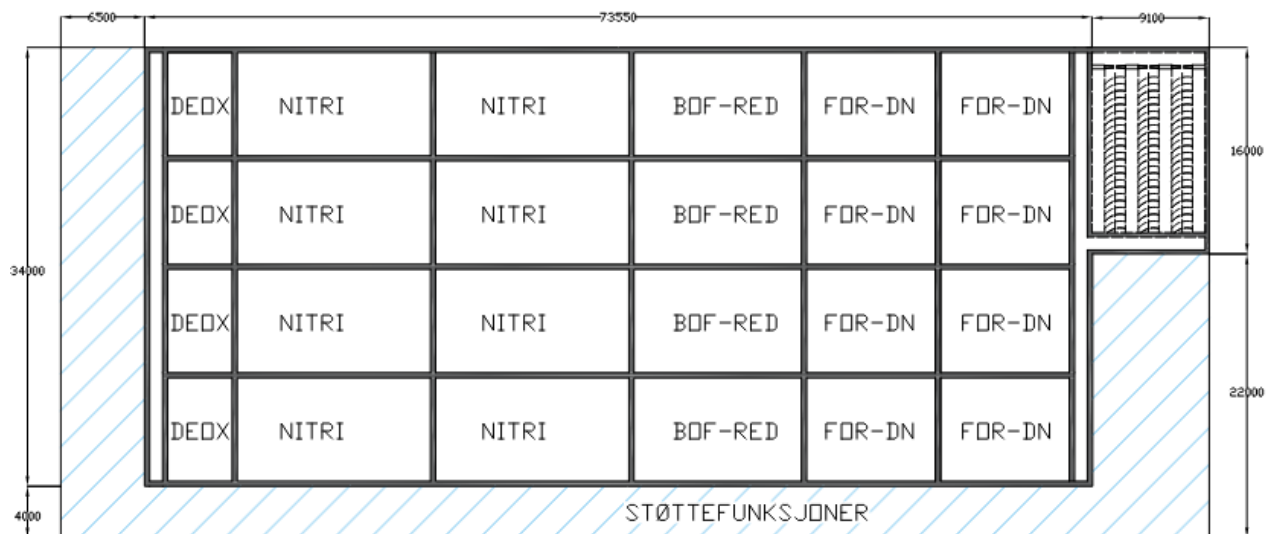 6500 73550 9100
DEOX NITRI NITRI BOF-RED FOR-DN FOR-DN
16000
DEOX NITRI NITRI BOF-RED FOR-DN FOR-DN
34000
DEOX NITRI NITRI BOF-RED FOR-DN FOR-DN
22000
DEOX NITRI NITRI BOF-RED FOR-DN FOR-DN
4000
STØTTEFUNKSJONER